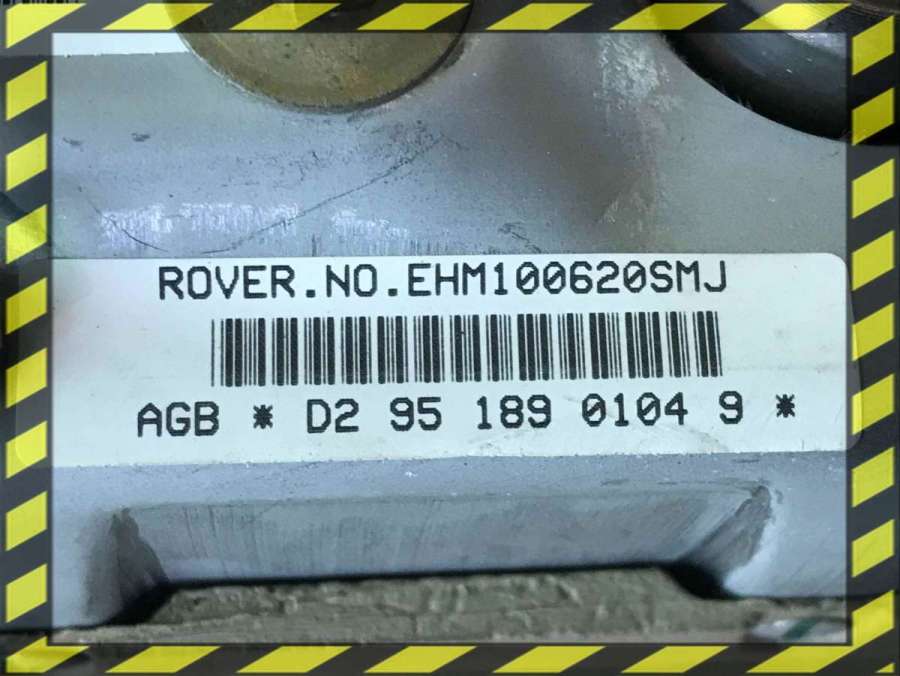 ROVER.NO.EHM100620SMJ
AGB * D2 95 189 0104 9 *